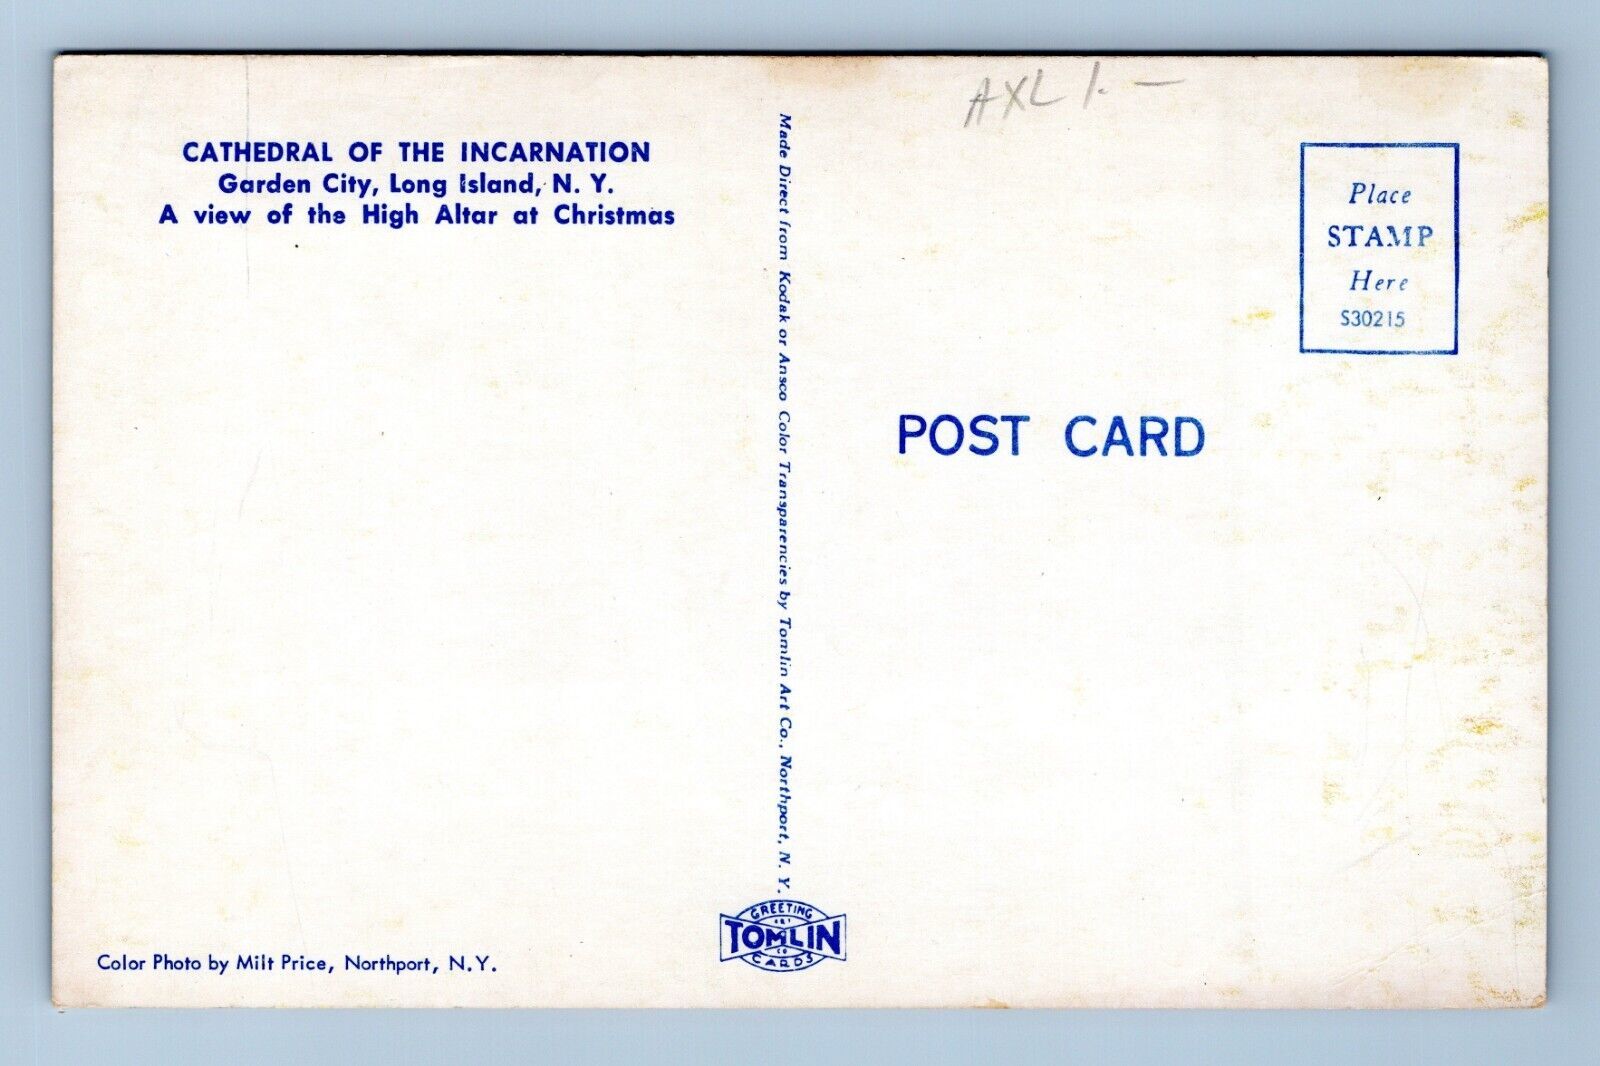 AXL 1.—
CATHEDRAL OF THE INCARNATION
Garden City, Long Island, N. Y.
A view of the High Altar at Christmas
Color Photo by Milt Price, Northport, N.Y.
Made Direct from Kodak or Ansco Color Transparencies by Tomlin Art Co., Northport, N. Y.
GREETING
ART
TOMLIN
CO
CARDS
Place
STAMP
Here
S30215
POST CARD